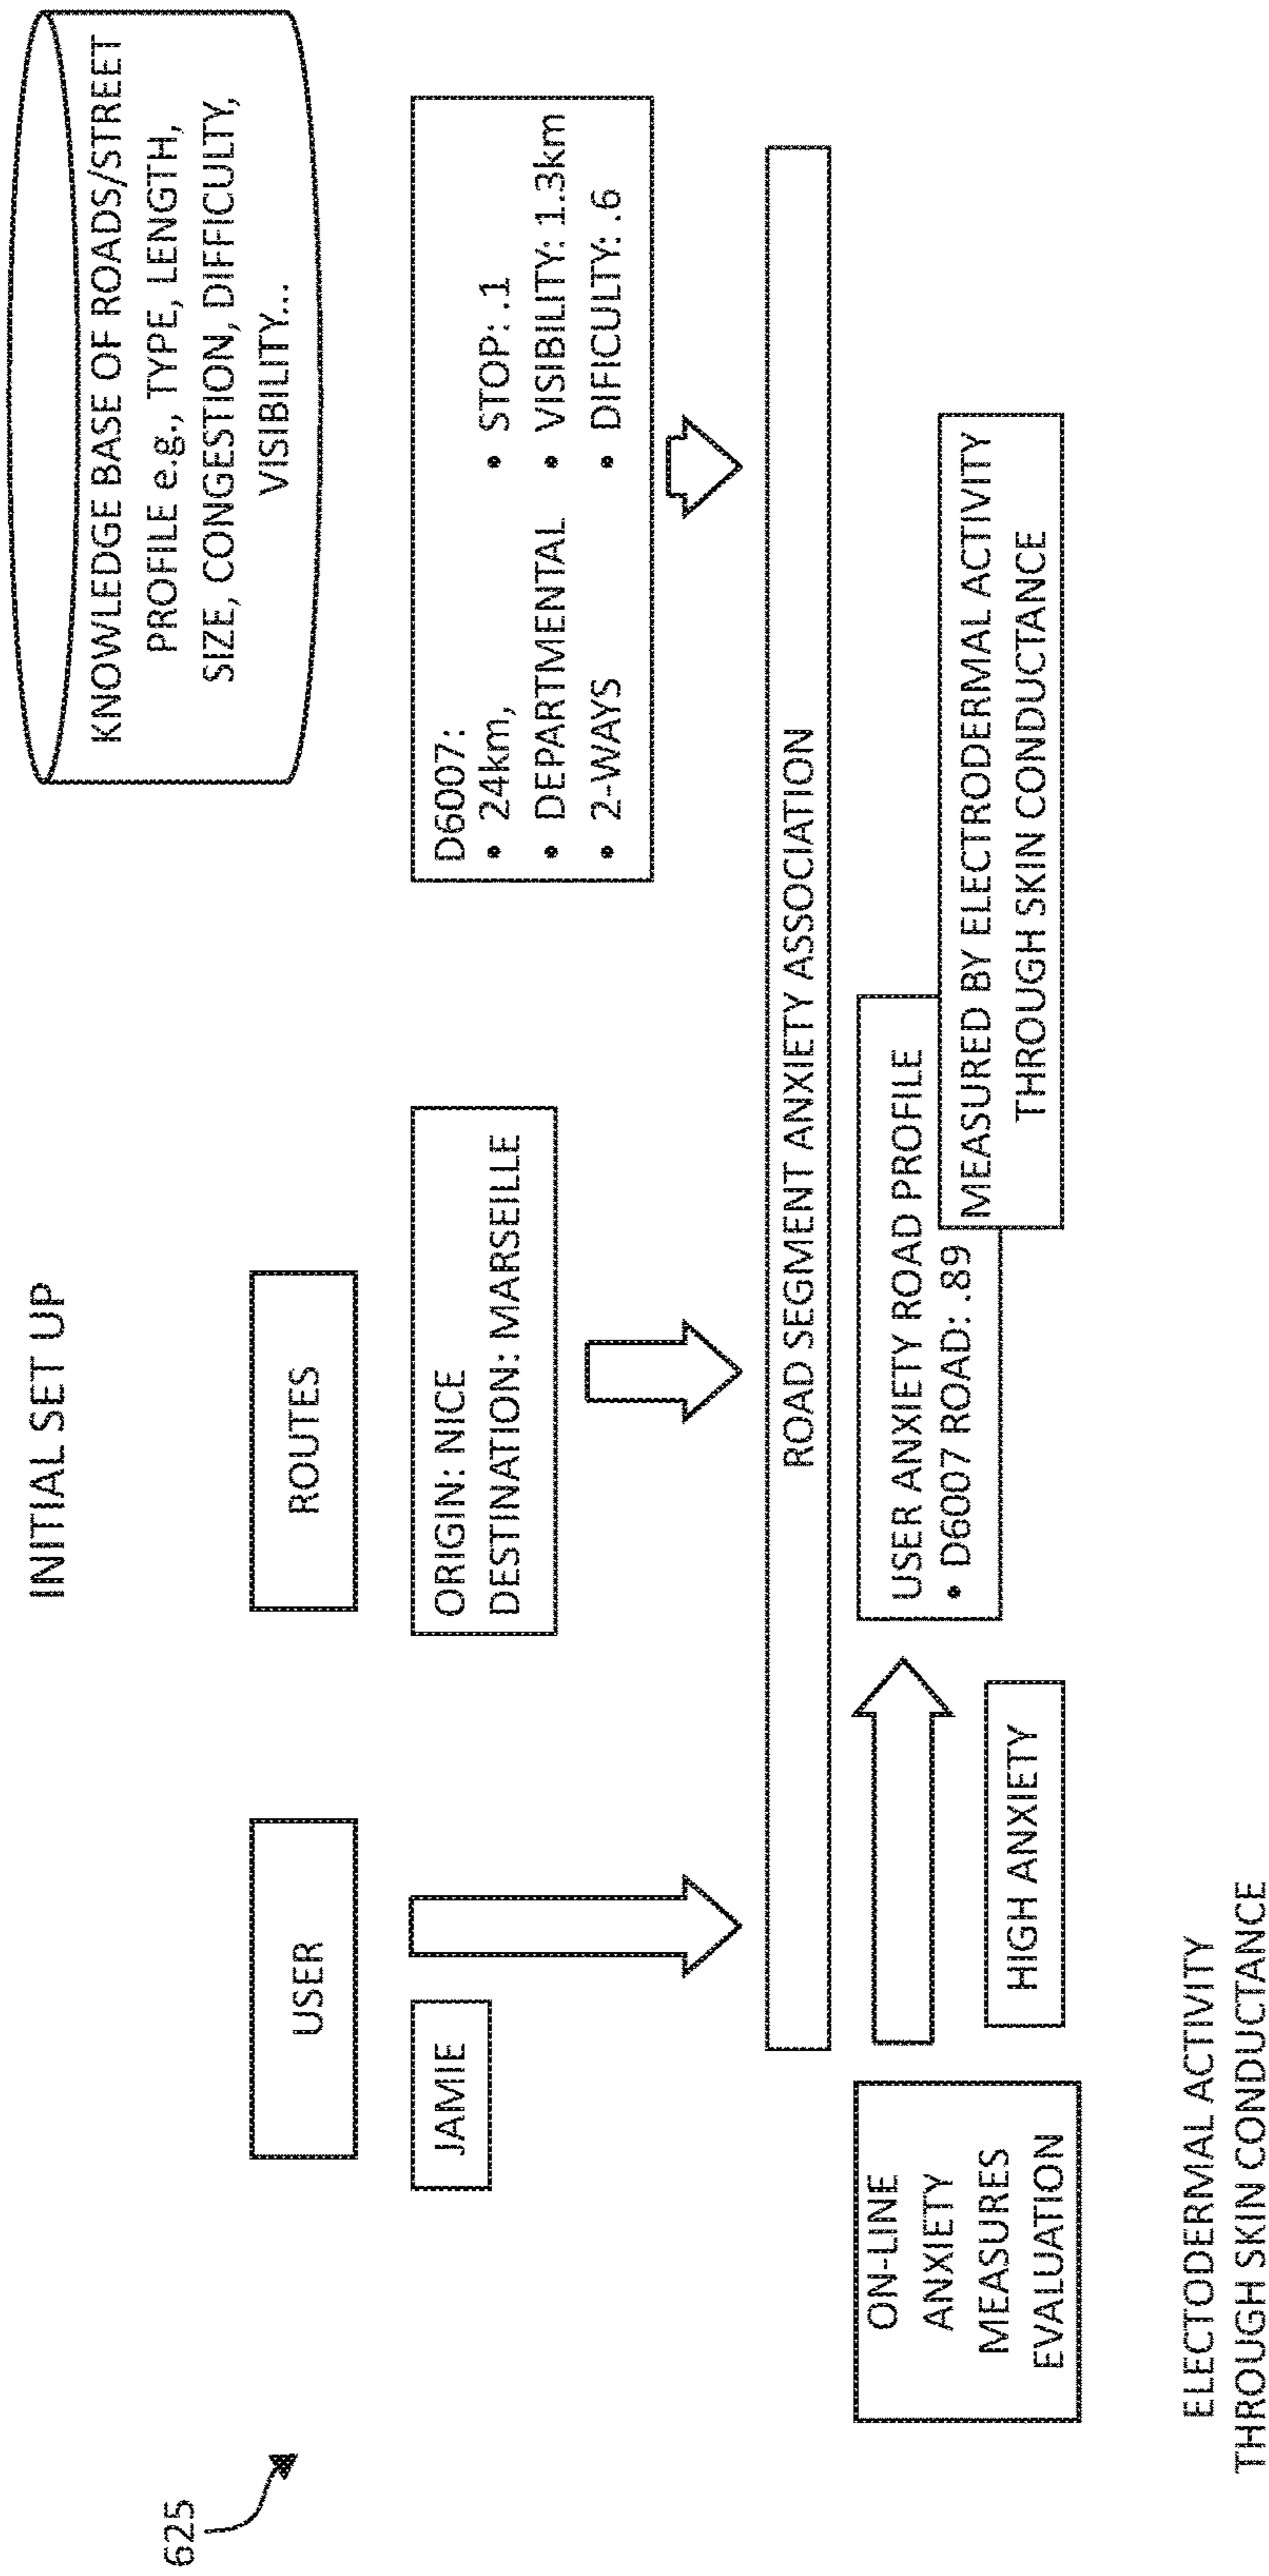 625
INITIAL SET UP
USER
ROUTES
KNOWLEDGE BASE OF ROADS/STREET
PROFILE e.g., TYPE, LENGTH,
SIZE, CONGESTION, DIFFICULTY,
VISIBILITY...
JAMIE
ORIGIN: NICE
DESTINATION: MARSEILLE
D6007:
• 24km,
• DEPARTMENTAL
• 2-WAYS
• STOP: .1
• VISIBILITY: 1.3km
• DIFICULTY: .6
ROAD SEGMENT ANXIETY ASSOCIATION
ON-LINE
ANXIETY
MEASURES
EVALUATION
HIGH ANXIETY
USER ANXIETY ROAD PROFILE
• D6007 ROAD: .89
MEASURED BY ELECTRODERMAL ACTIVITY
THROUGH SKIN CONDUCTANCE
ELECTODERMAL ACTIVITY
THROUGH SKIN CONDUCTANCE